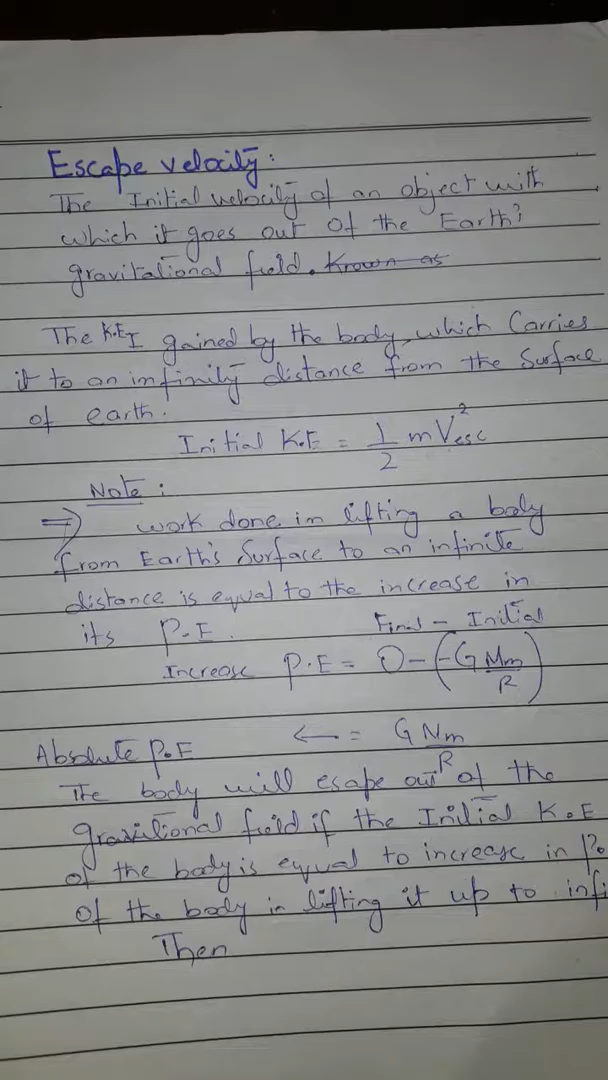 Escape velocity:
The Initial velocity of an object with
which it goes out of the Earth's
gravitational field. Known as
The K.E I gained by the body, which Carries
it to an infinity distance from the Surface
of earth.
Initial K.E = 1/2 m Vesc²
Note:
⇒ work done in lifting a body
from Earth's Surface to an infinite
distance is equal to the increase in
its P.E. Final - Initial
Increase P.E = 0 - (-G Mm/R)
Absolute P.E ← = G Mm/R
The body will esape out of the
gravitional field if the Initial K.E
of the body is equal to increase in P.
of the body in lifting it up to infi
Then